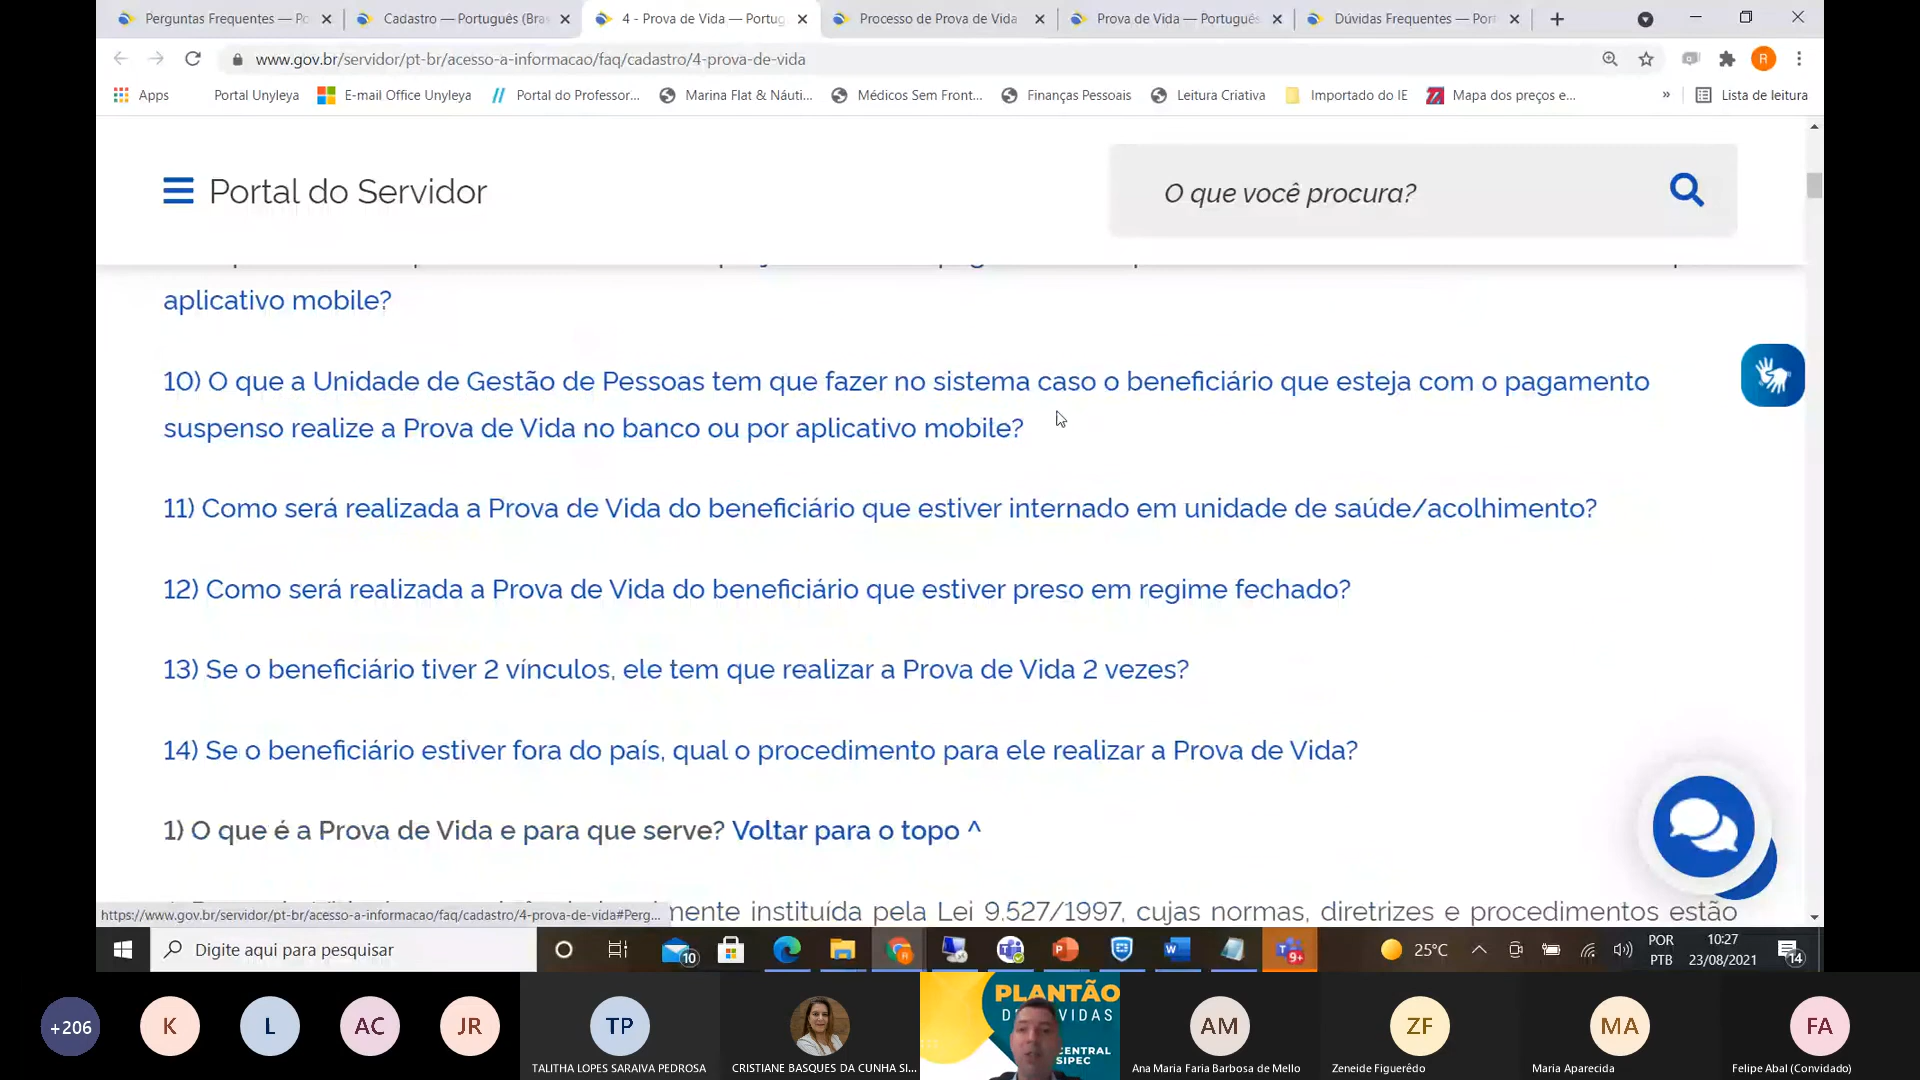 Perguntas Frequentes — Po
Cadastro — Português (Bras
4 - Prova de Vida — Portug
Processo de Prova de Vida
Prova de Vida — Português
Dúvidas Frequentes — Port
www.gov.br/servidor/pt-br/acesso-a-informacao/faq/cadastro/4-prova-de-vida
R
Apps
Portal Unyleya
E-mail Office Unyleya
Portal do Professor...
Marina Flat & Náuti...
Médicos Sem Front...
Finanças Pessoais
Leitura Criativa
Importado do IE
Mapa dos preços e...
»
Lista de leitura
Portal do Servidor
O que você procura?
aplicativo mobile?
10) O que a Unidade de Gestão de Pessoas tem que fazer no sistema caso o beneficiário que esteja com o pagamento
suspenso realize a Prova de Vida no banco ou por aplicativo mobile?
11) Como será realizada a Prova de Vida do beneficiário que estiver internado em unidade de saúde/acolhimento?
12) Como será realizada a Prova de Vida do beneficiário que estiver preso em regime fechado?
13) Se o beneficiário tiver 2 vínculos, ele tem que realizar a Prova de Vida 2 vezes?
14) Se o beneficiário estiver fora do país, qual o procedimento para ele realizar a Prova de Vida?
1) O que é a Prova de Vida e para que serve? Voltar para o topo ^
mente instituída pela Lei 9.527/1997, cujas normas, diretrizes e procedimentos estão
https://www.gov.br/servidor/pt-br/acesso-a-informacao/faq/cadastro/4-prova-de-vida#Perg...
Digite aqui para pesquisar
10
9+
25°C
POR
PTB
10:27
23/08/2021
14
+206
K
L
AC
JR
TP
TALITHA LOPES SARAIVA PEDROSA
CRISTIANE BASQUES DA CUNHA SI...
PLANTÃO
VIDAS
CENTRAL
SIPEC
AM
Ana Maria Faria Barbosa de Mello
ZF
Zeneide Figuerêdo
MA
Maria Aparecida
FA
Felipe Abal (Convidado)